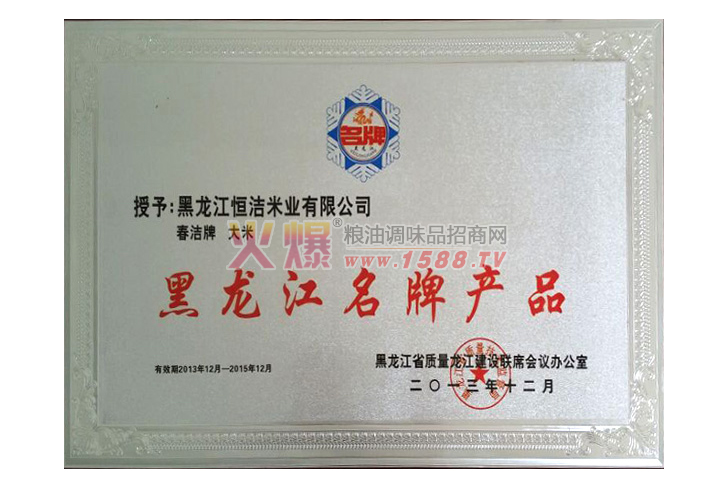 名牌
授予：黑龙江恒洁米业有限公司
春洁牌 大米
火爆® 粮油调味品招商网
www.1588.TV
黑龙江名牌产品
有效期2013年12月—2015年12月
黑龙江省质量龙江建设联席会议办公室
二〇一三年十二月